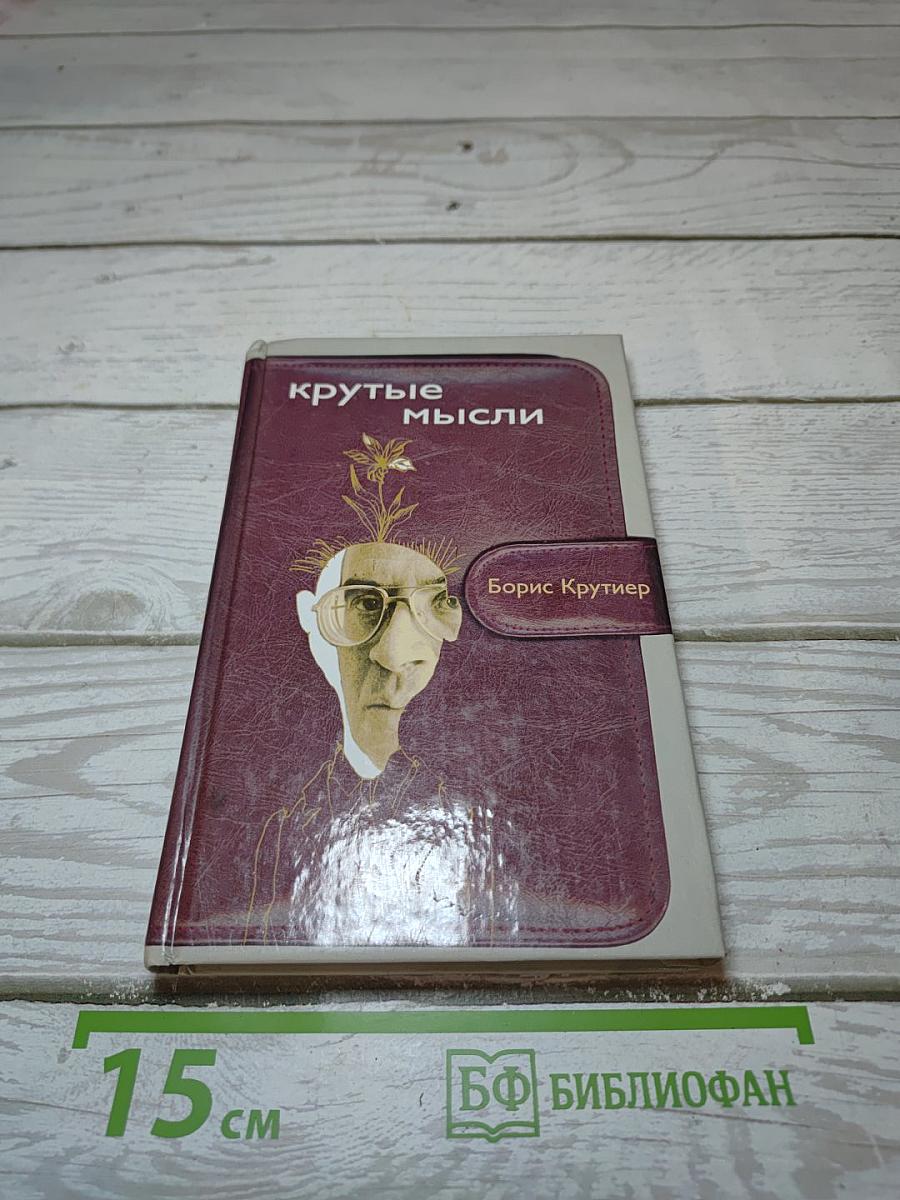 крутые
мысли
Борис Крутиер
15 см
БФ БИБЛИОФАН